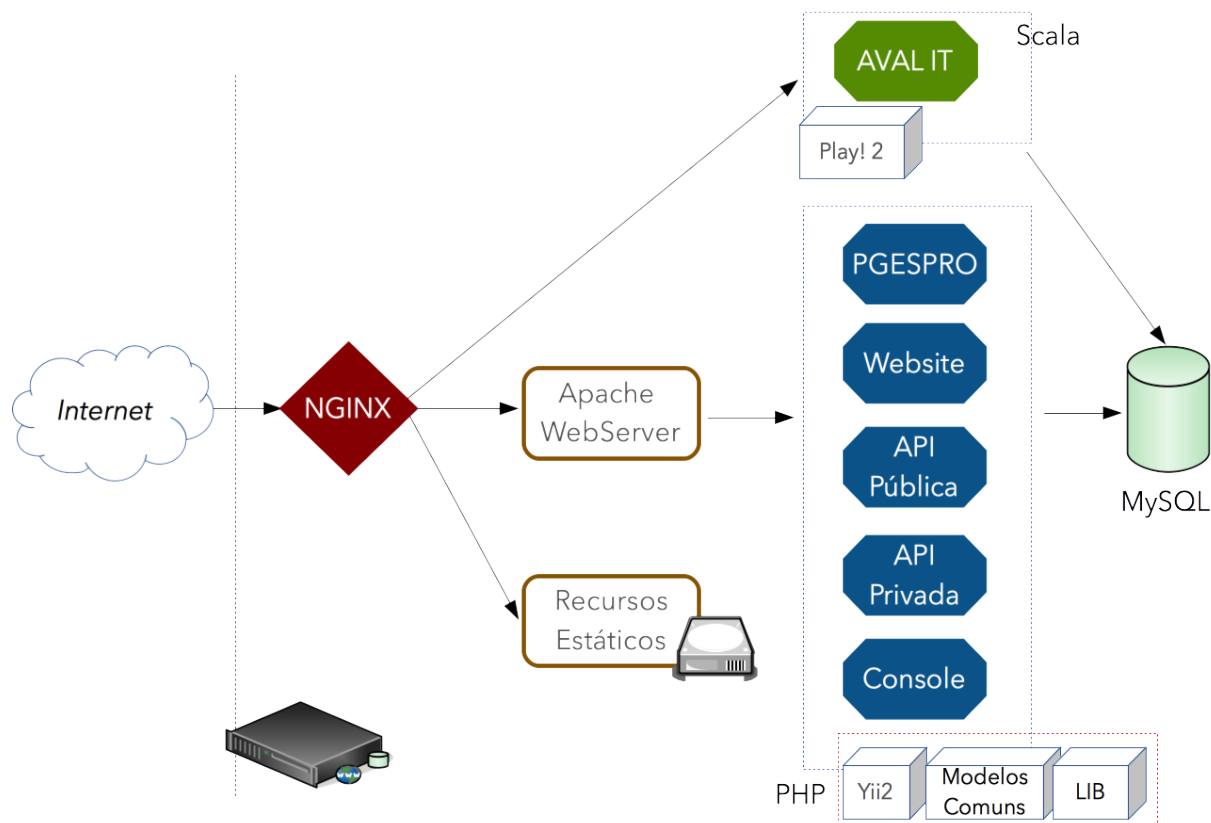 Scala
AVAL IT
Play! 2
PGESPRO
Website
Internet
NGINX
Apache
WebServer
API
Pública
MySQL
API
Privada
Recursos
Estáticos
Console
PHP
Yii2
Modelos
Comuns
LIB